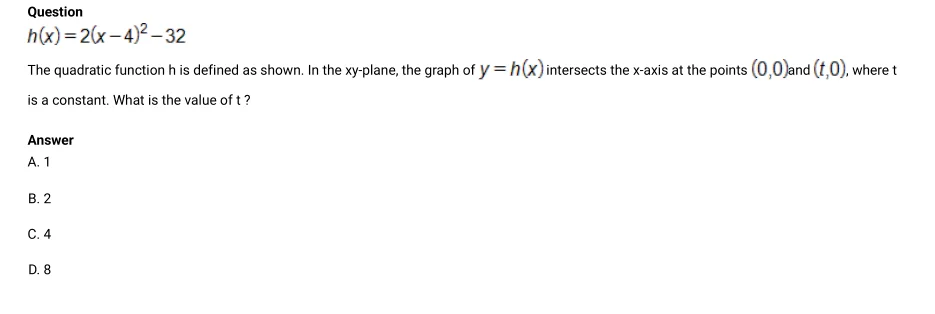 Question
h(x) = 2(x – 4)² – 32
The quadratic function h is defined as shown. In the xy-plane, the graph of y = h(x) intersects the x-axis at the points (0,0)and (t,0), where t
is a constant. What is the value of t ?
Answer
A. 1
B. 2
C. 4
D. 8